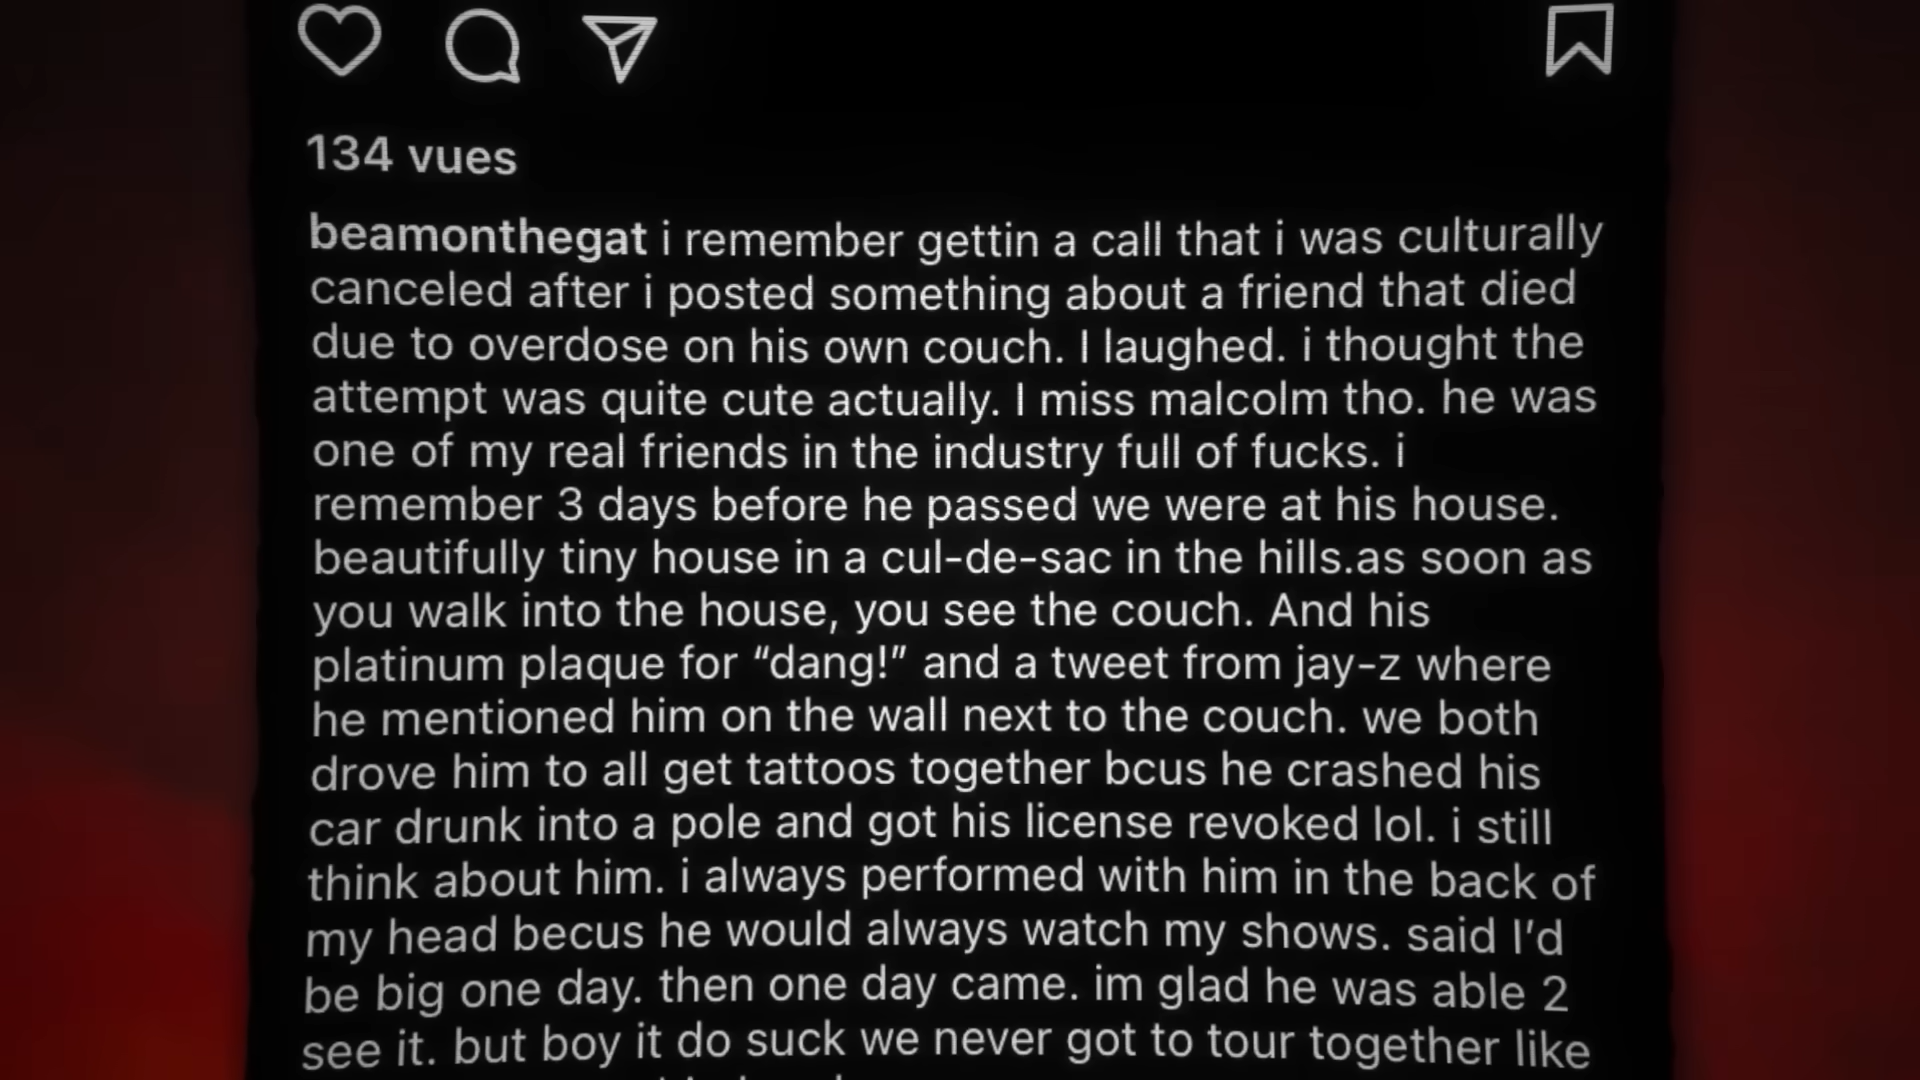 134 vues
beamonthegat i remember gettin a call that i was culturally
canceled after i posted something about a friend that died
due to overdose on his own couch. I laughed. i thought the
attempt was quite cute actually. I miss malcolm tho. he was
one of my real friends in the industry full of fucks. i
remember 3 days before he passed we were at his house.
beautifully tiny house in a cul-de-sac in the hills.as soon as
you walk into the house, you see the couch. And his
platinum plaque for “dang!” and a tweet from jay-z where
he mentioned him on the wall next to the couch. we both
drove him to all get tattoos together bcus he crashed his
car drunk into a pole and got his license revoked lol. i still
think about him. i always performed with him in the back of
my head becus he would always watch my shows. said I’d
be big one day. then one day came. im glad he was able 2
see it. but boy it do suck we never got to tour together like